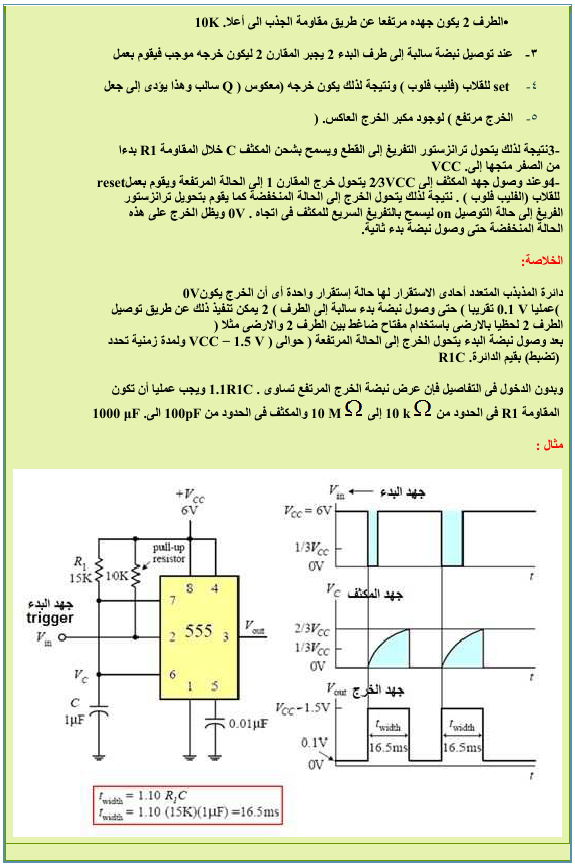 •الطرف 2 يكون جهده مرتفعا عن طريق مقاومة الجذب الى أعلا. 10K
٣- عند توصيل نبضة سالبة إلى طرف البدء 2 يجبر المقارن 2 ليكون خرجه موجب فيقوم بعمل
٤- set للقلاب (فليب فلوب ) ونتيجة لذلك يكون خرجه (معكوس ( Q سالب وهذا يؤدى إلى جعل
٥- الخرج مرتفع ) لوجود مكبر الخرج العاكس. (
-3نتيجة لذلك يتحول ترانزستور التفريغ إلى القطع ويسمح بشحن المكثف C خلال المقاومة R1 بدءا
من الصفر متجها إلى. VCC
-4وعند وصول جهد المكثف إلى 2/3VCC يتحول خرج المقارن 1 إلى الحالة المرتفعة ويقوم بعمل reset
للقلاب (الفليب فلوب ) . نتيجة لذلك يتحول الخرج إلى الحالة المنخفضة كما يقوم بتحويل ترانزستور
الفريغ إلى حالة التوصيل on ليسمح بالتفريغ السريع للمكثف فى اتجاه . 0V ويظل الخرج على هذه
الحالة المنخفضة حتى وصول نبضة بدء ثانية.
الخلاصة:
دائرة المذبذب المتعدد أحادى الاستقرار لها حالة إستقرار واحدة أى أن الخرج يكون 0V
)عمليا 0.1 V تقريبا ) حتى وصول نبضة بدء سالبة إلى الطرف ) 2 يمكن تنفيذ ذلك عن طريق توصيل
الطرف 2 لحظيا بالارضى باستخدام مفتاح ضاغط بين الطرف 2 والارضى مثلا (
بعد وصول نبضة البدء يتحول الخرج إلى الحالة المرتفعة ( حوالى ( VCC – 1.5 V ولمدة زمنية تحدد
(تضبط) بقيم الدائرة. R1C
وبدون الدخول فى التفاصيل فإن عرض نبضة الخرج المرتفع تساوى . 1.1R1C ويجب عمليا أن تكون
المقاومة R1 فى الحدود من 10 k Ω إلى 10 M Ω والمكثف فى الحدود من 100pF الى. 1000 µF
مثال :
+VCC
6V
R1
15K
10K
pull-up
resistor
8 4
7
جهد البدء
trigger
Vin
2 555 3
Vout
VC
6
1 5
C
1µF
0.01µF
twidth = 1.10 R1C
twidth = 1.10 (15K)(1µF) =16.5ms
Vin جهد البدء
VCC = 6V
1/3VCC
0V
t
VC جهد المكثف
2/3VCC
1/3VCC
0V
t
Vout جهد الخرج
VCC-1.5V
twidth twidth
16.5ms 16.5ms
0.1V
0V
t